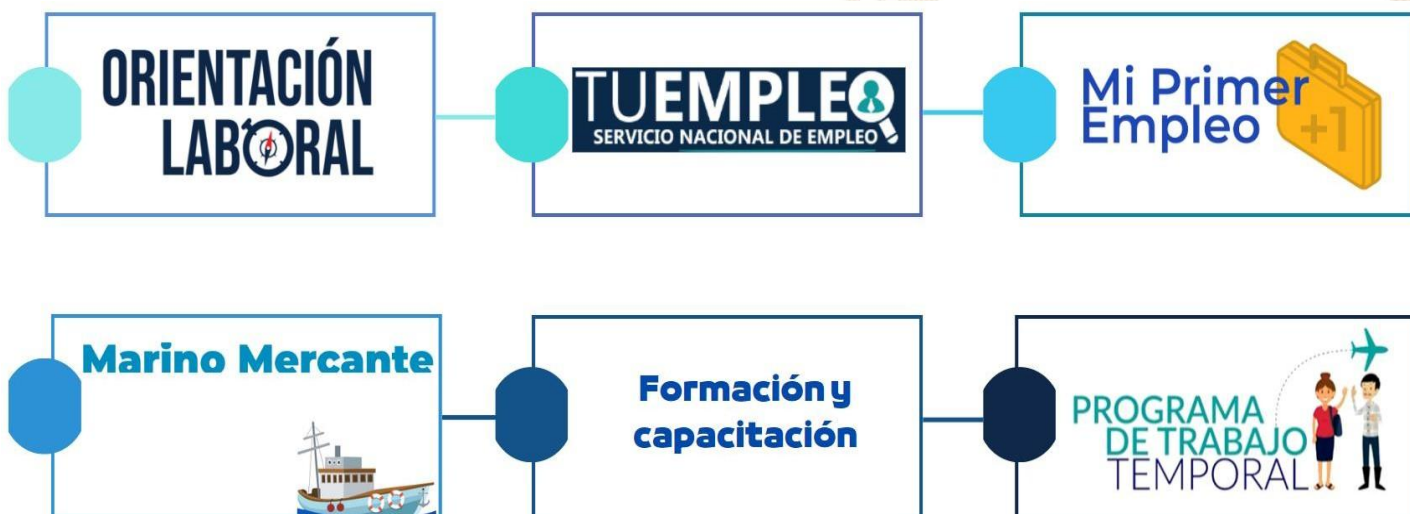 ORIENTACIÓN
LABORAL
TUEMPLEO
SERVICIO NACIONAL DE EMPLEO
Mi Primer
Empleo
+1
Marino Mercante
Formación y
capacitación
PROGRAMA
DE TRABAJO
TEMPORAL